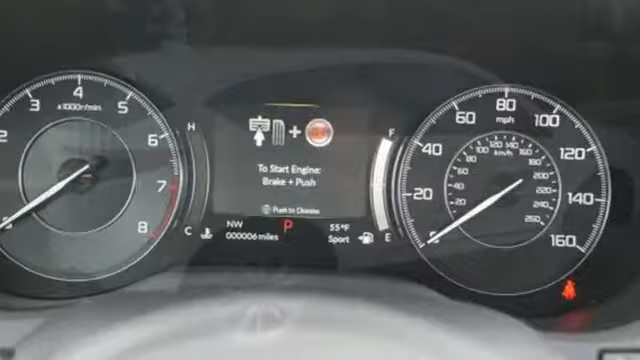 2 3 4 5 6 7 8
x1000r/min
H
C
To Start Engine:
Brake + Push
Push to Dismiss
NW
000006 miles
P
55°F
Sport
F
E
0 20 40 60 80 100 120 140 160
mph
20 40 60 80 100 120 140 160 180 200 220 240 260
km/h